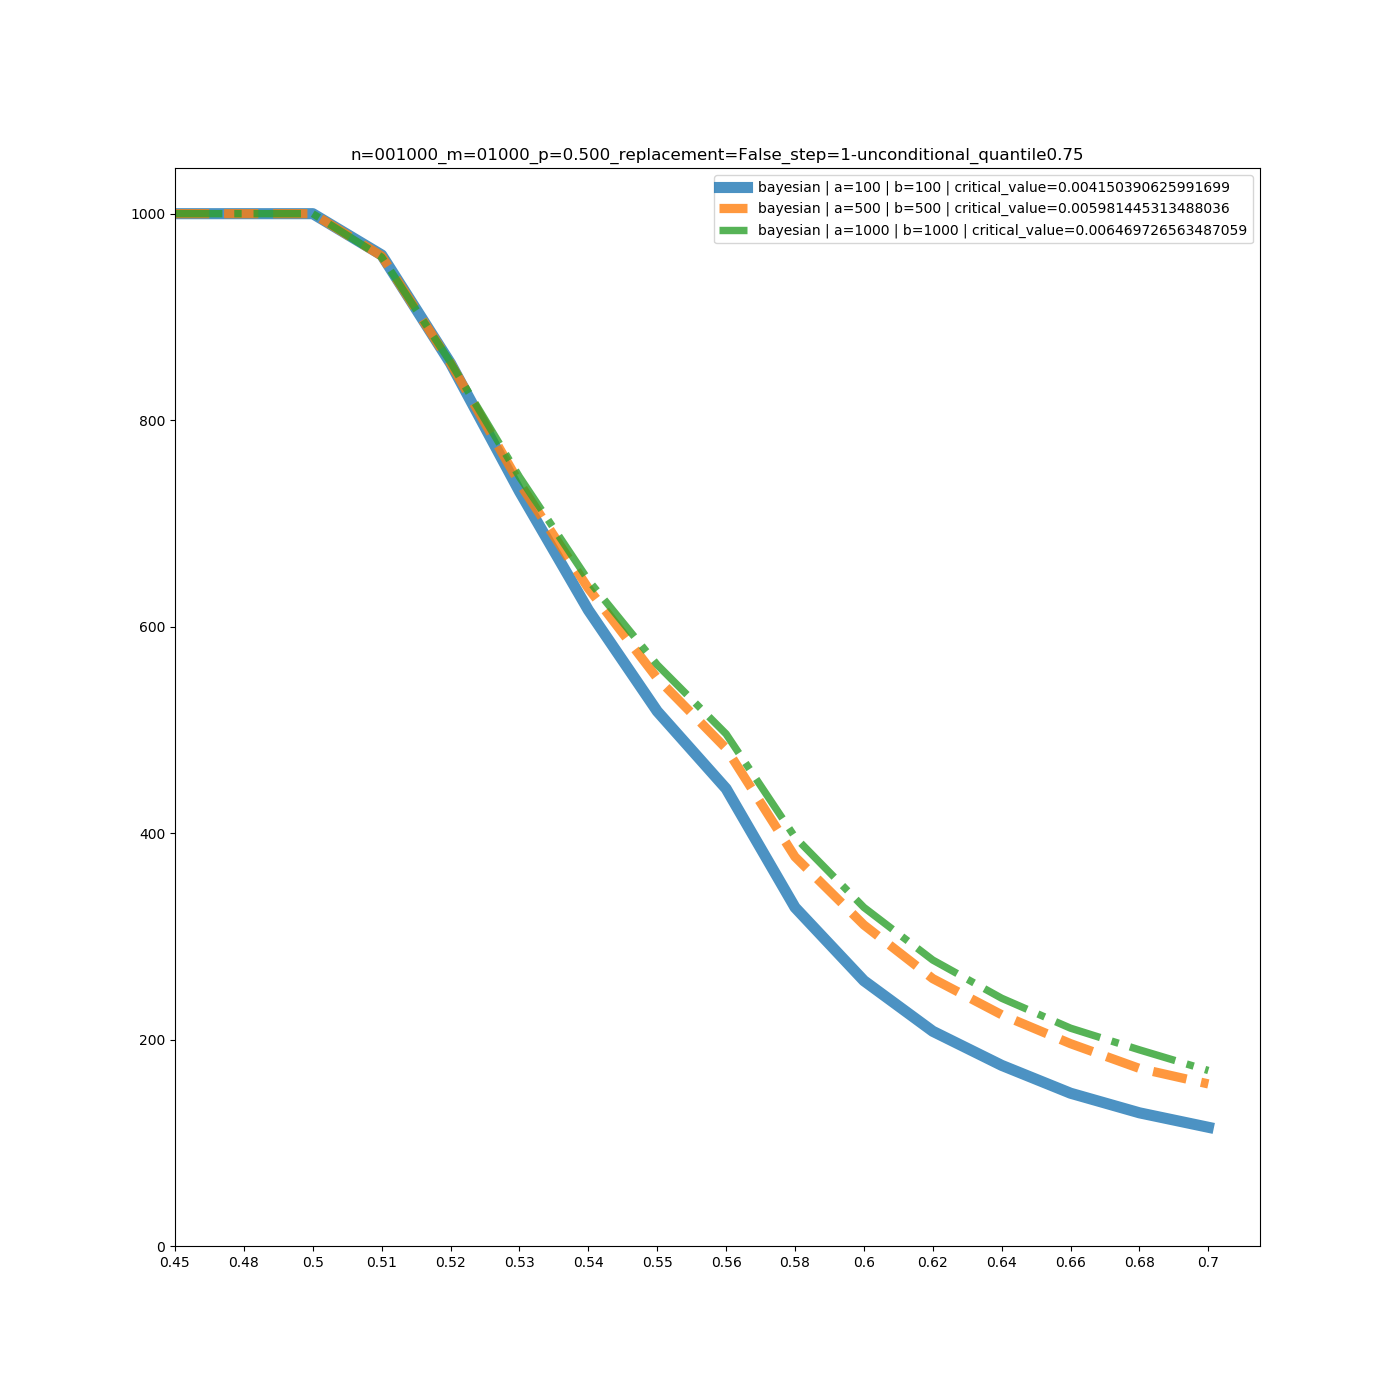 n=001000_m=01000_p=0.500_replacement=False_step=1-unconditional_quantile0.75
bayesian | a=100 | b=100 | critical_value=0.004150390625991699
bayesian | a=500 | b=500 | critical_value=0.005981445313488036
bayesian | a=1000 | b=1000 | critical_value=0.006469726563487059
1000
800
600
400
200
0
0.45 0.48 0.5 0.51 0.52 0.53 0.54 0.55 0.56 0.58 0.6 0.62 0.64 0.66 0.68 0.7